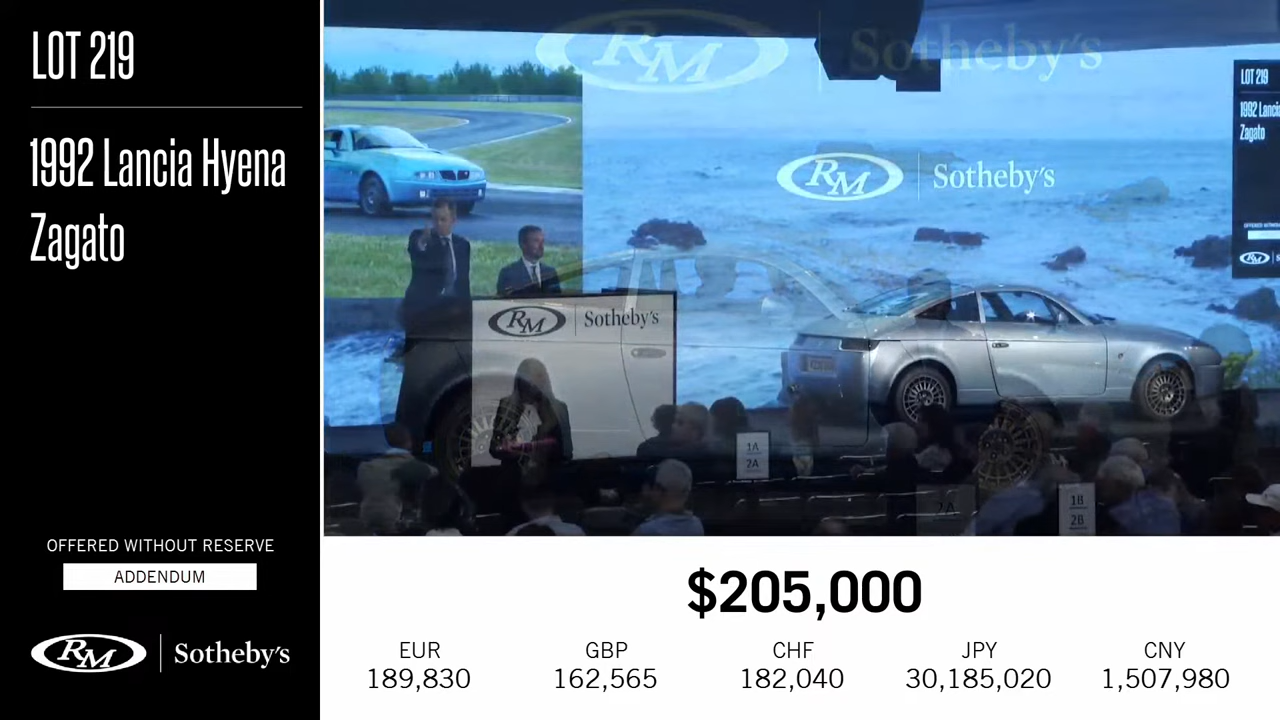 LOT 219
1992 Lancia Hyena
Zagato
OFFERED WITHOUT RESERVE
ADDENDUM
RM Sotheby's
RM Sotheby's
RM Sotheby's
LOT 219
Zagato
RM Sotheby's
1A
2A
2A
1B
2B
$205,000
EUR
189,830
GBP
162,565
CHF
182,040
JPY
30,185,020
CNY
1,507,980